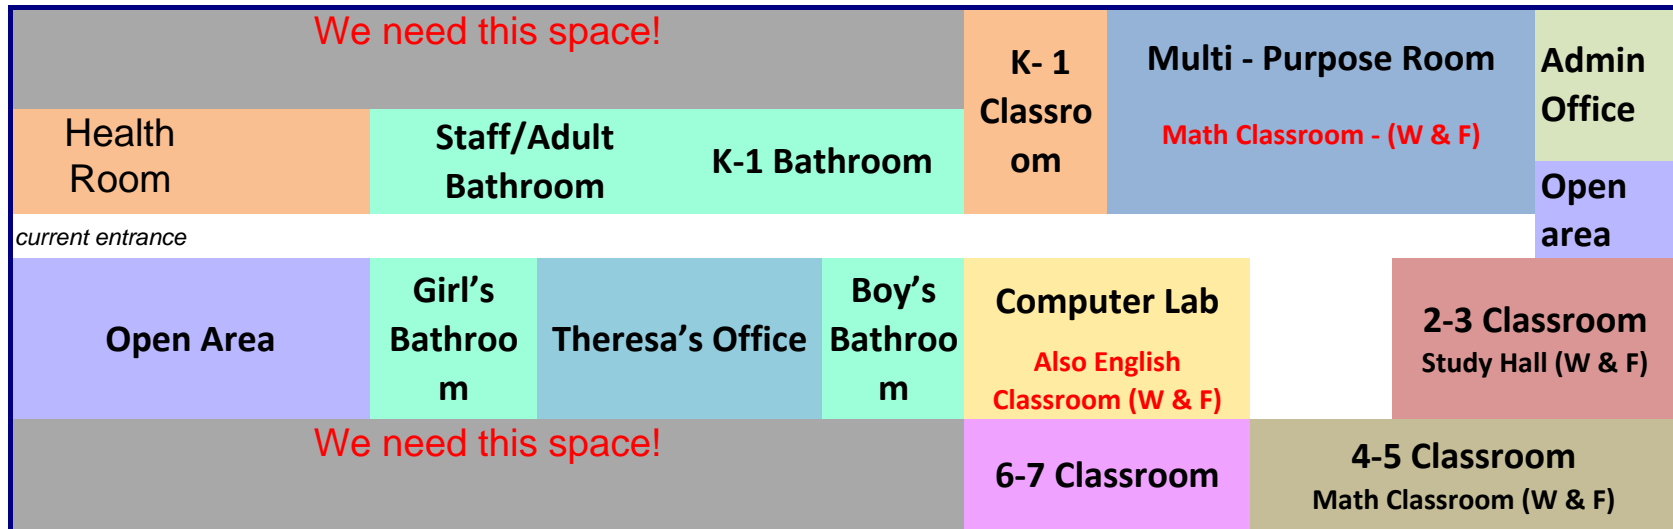 We need this space!
K- 1
Classro
om
Multi - Purpose Room
Math Classroom - (W & F)
Admin
Office
Health
Room
Staff/Adult
Bathroom
K-1 Bathroom
Open
area
current entrance
Open Area
Girl’s
Bathroo
m
Theresa’s Office
Boy’s
Bathroo
m
Computer Lab
Also English
Classroom (W & F)
2-3 Classroom
Study Hall (W & F)
We need this space!
6-7 Classroom
4-5 Classroom
Math Classroom (W & F)